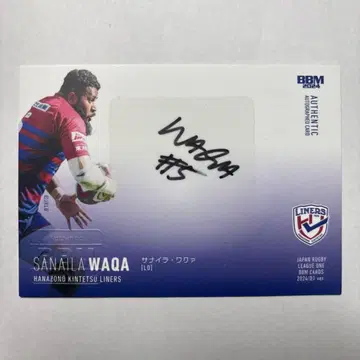 BBM
2024
AUTHENTIC
AUTOGRAPHED CARD
WAQA
#5
LINERS
SANAILA WAQA
サナイラ・ワクァ
HANAZONO KINTETSU LINERS
[LO]
JAPAN RUGBY
LEAGUE ONE
BBM CARDS
2024